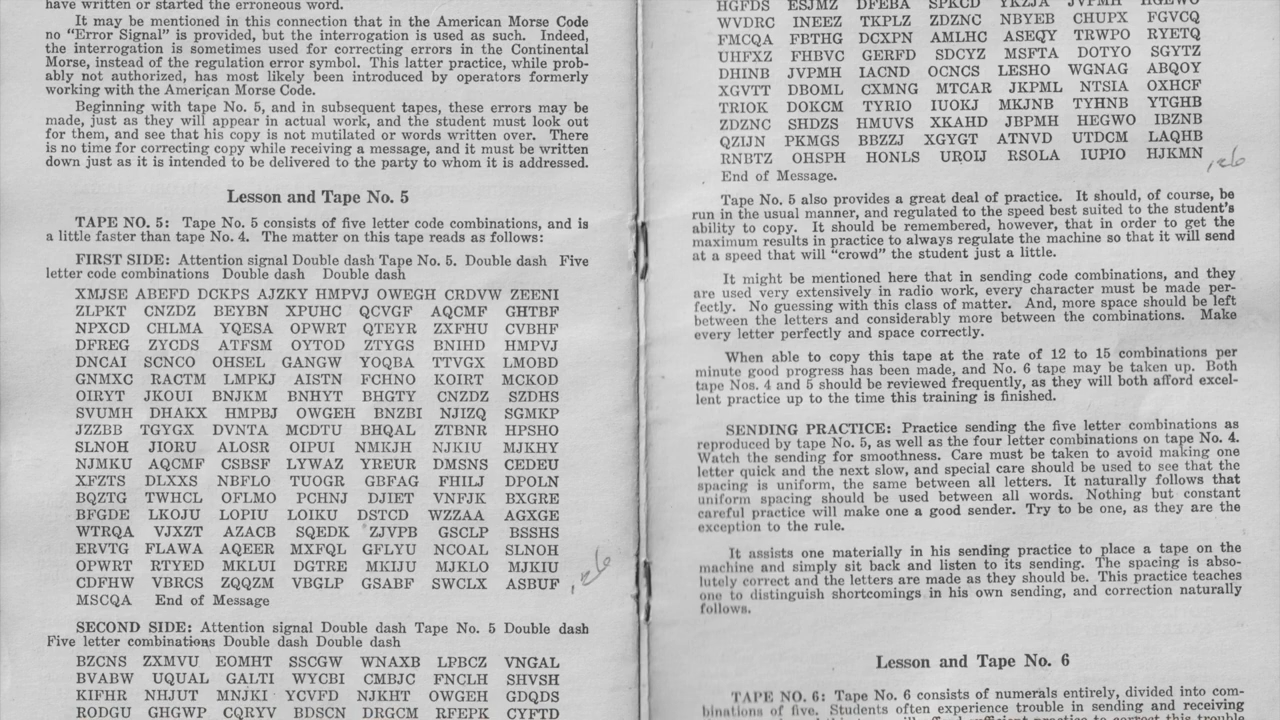 have written or started the erroneous word.
It may be mentioned in this connection that in the American Morse Code
no “Error Signal” is provided, but the interrogation is used as such. Indeed,
the interrogation is sometimes used for correcting errors in the Continental
Morse, instead of the regulation error symbol. This latter practice, while prob-
ably not authorized, has most likely been introduced by operators formerly
working with the American Morse Code.
Beginning with tape No. 5, and in subsequent tapes, these errors may be
made, just as they will appear in actual work, and the student must look out
for them, and see that his copy is not mutilated or words written over. There
is no time for correcting copy while receiving a message, and it must be written
down just as it is intended to be delivered to the party to whom it is addressed.
Lesson and Tape No. 5
TAPE NO. 5: Tape No. 5 consists of five letter code combinations, and is
a little faster than tape No. 4. The matter on this tape reads as follows:
FIRST SIDE: Attention signal Double dash Tape No. 5. Double dash Five
letter code combinations Double dash Double dash
XMJSE ABEFD DCKPS AJZKY HMPVJ OWEGH CRDVW ZEENI
ZLPKT CNZDZ BEYBN XPUHC QCVGF AQCMF GHTBF
NPXCD CHLMA YQESA OPWRT QTEYR ZXFHU CVBHF
DFREG ZYCDS ATFSM OYTOD ZTYGS BNIHD HMPVJ
DNCAI SCNCO OHSEL GANGW YOQBA TTVGX LMOBD
GNMXC RACTM LMPKJ AISTN FCHNO KOIRT MCKOD
OIRYT JKOUI BNJKM BNHYT BHGTY CNZDZ SZDHS
SVUMH DHAKX HMPBJ OWGEH BNZBI NJIZQ SGMKP
JZZBB TGYGX DVNTA MCDTU BHQAL ZTBNR HPSHO
SLNOH JIORU ALOSR OIPUI NMKJH NJKIU MJKHY
NJMKU AQCMF CSBSF LYWAZ YREUR DMSNS CEDEU
XFZTS DLXXS NBFLO TUOGR GBFAG FHILJ DPOLN
BQZTG TWHCL OFLMO PCHNJ DJIET VNFJK BXGRE
BFGDE LKOJU LOPIU LOIKU DSTCD WZZAA AGXGE
WTRQA VJXZT AZACB SQEDK ZJVPB GSCLP BSSHS
ERVTG FLAWA AQEER MXFQL GFLYU NCOAL SLNOH
OPWRT RTYED MKLUI DGTRE MKIJU MJKLO MJKIU
CDFHW VBRCS ZQQZM VBGLP GSABF SWCLX ASBUF
MSCQA End of Message
SECOND SIDE: Attention signal Double dash Tape No. 5 Double dash
Five letter combinations Double dash Double dash
BZCNS ZXMVU EOMHT SSCGW WNAXB LPBCZ VNGAL
BVABW UQUAL GALTI WYCBI CMBJC FNCLH SHVSH
KIFHR NHJUT MNJKI YCVFD NJKHT OWGEH GDQDS
RODGU GHGWP CQRYV BDSCN DRGCM RFEPK CYFTD
HGFDS ESJMZ DFEBA SPKCD YKZJA JVPMH HGEWO
WVDRC INEEZ TKPLZ ZDZNC NBYEB CHUPX FGVCQ
FMCQA FBTHG DCXPN AMLHC ASEQY TRWPO RYETQ
UHFXZ FHBVC GERFD SDCYZ MSFTA DOTYO SGYTZ
DHINB JVPMH IACND OCNCS LESHO WGNAG ABQOY
XGVTT DBOML CXMNG MTCAR JKPML NTSIA OXHCF
TRIOK DOKCM TYRIO IUOKJ MKJNB TYHNB YTGHB
ZDZNC SHDZS HMUVS XKAHD JBPMH HEGWO IBZNB
QZIJN PKMGS BBZZJ XGYGT ATNVD UTDCM LAQHB
RNBTZ OHSPH HONLS UROIJ RSOLA IUPIO HJKMN
End of Message.
Tape No. 5 also provides a great deal of practice. It should, of course, be
run in the usual manner, and regulated to the speed best suited to the student’s
ability to copy. It should be remembered, however, that in order to get the
maximum results in practice to always regulate the machine so that it will send
at a speed that will “crowd” the student just a little.
It might be mentioned here that in sending code combinations, and they
are used very extensively in radio work, every character must be made per-
fectly. No guessing with this class of matter. And, more space should be left
between the letters and considerably more between the combinations. Make
every letter perfectly and space correctly.
When able to copy this tape at the rate of 12 to 15 combinations per
minute good progress has been made, and No. 6 tape may be taken up. Both
tape Nos. 4 and 5 should be reviewed frequently, as they will both afford excel-
lent practice up to the time this training is finished.
SENDING PRACTICE: Practice sending the five letter combinations as
reproduced by tape No. 5, as well as the four letter combinations on tape No. 4.
Watch the sending for smoothness. Care must be taken to avoid making one
letter quick and the next slow, and special care should be used to see that the
spacing is uniform, the same between all letters. It naturally follows that
uniform spacing should be used between all words. Nothing but constant
careful practice will make one a good sender. Try to be one, as they are the
exception to the rule.
It assists one materially in his sending practice to place a tape on the
machine and simply sit back and listen to its sending. The spacing is abso-
lutely correct and the letters are made as they should be. This practice teaches
one to distinguish shortcomings in his own sending, and correction naturally
follows.
Lesson and Tape No. 6
TAPE NO. 6: Tape No. 6 consists of numerals entirely, divided into com-
binations of five. Students often experience trouble in sending and receiving